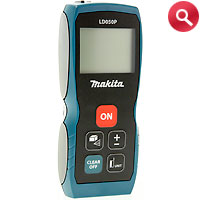 LD050P
Makita
ON
+
−
CLEAR
OFF
UNIT